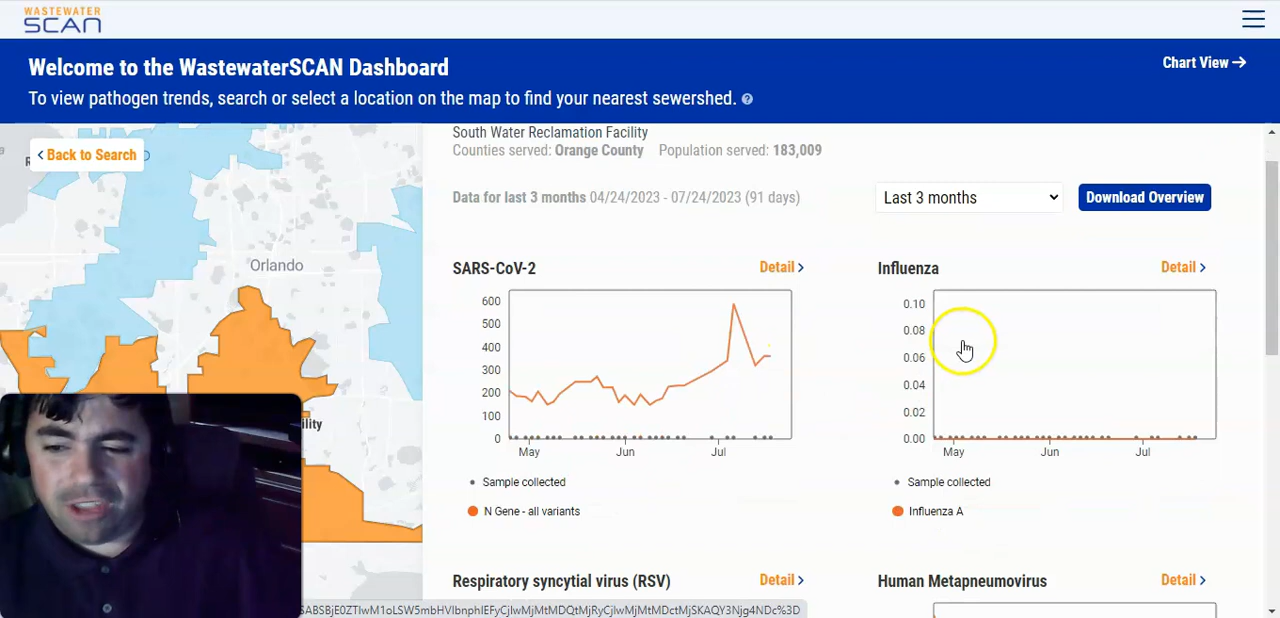 WASTEWATER
SCAN
Welcome to the WastewaterSCAN Dashboard
Chart View →
To view pathogen trends, search or select a location on the map to find your nearest sewershed. ?
< Back to Search
Orlando
ility
South Water Reclamation Facility
Counties served: Orange County Population served: 183,009
Data for last 3 months 04/24/2023 - 07/24/2023 (91 days)
Last 3 months
Download Overview
SARS-CoV-2
Detail >
600
500
400
300
200
100
0
May Jun Jul
Sample collected
N Gene - all variants
Influenza
Detail >
0.10
0.08
0.06
0.04
0.02
0.00
May Jun Jul
Sample collected
Influenza A
Respiratory syncytial virus (RSV)
Detail >
Human Metapneumovirus
Detail >